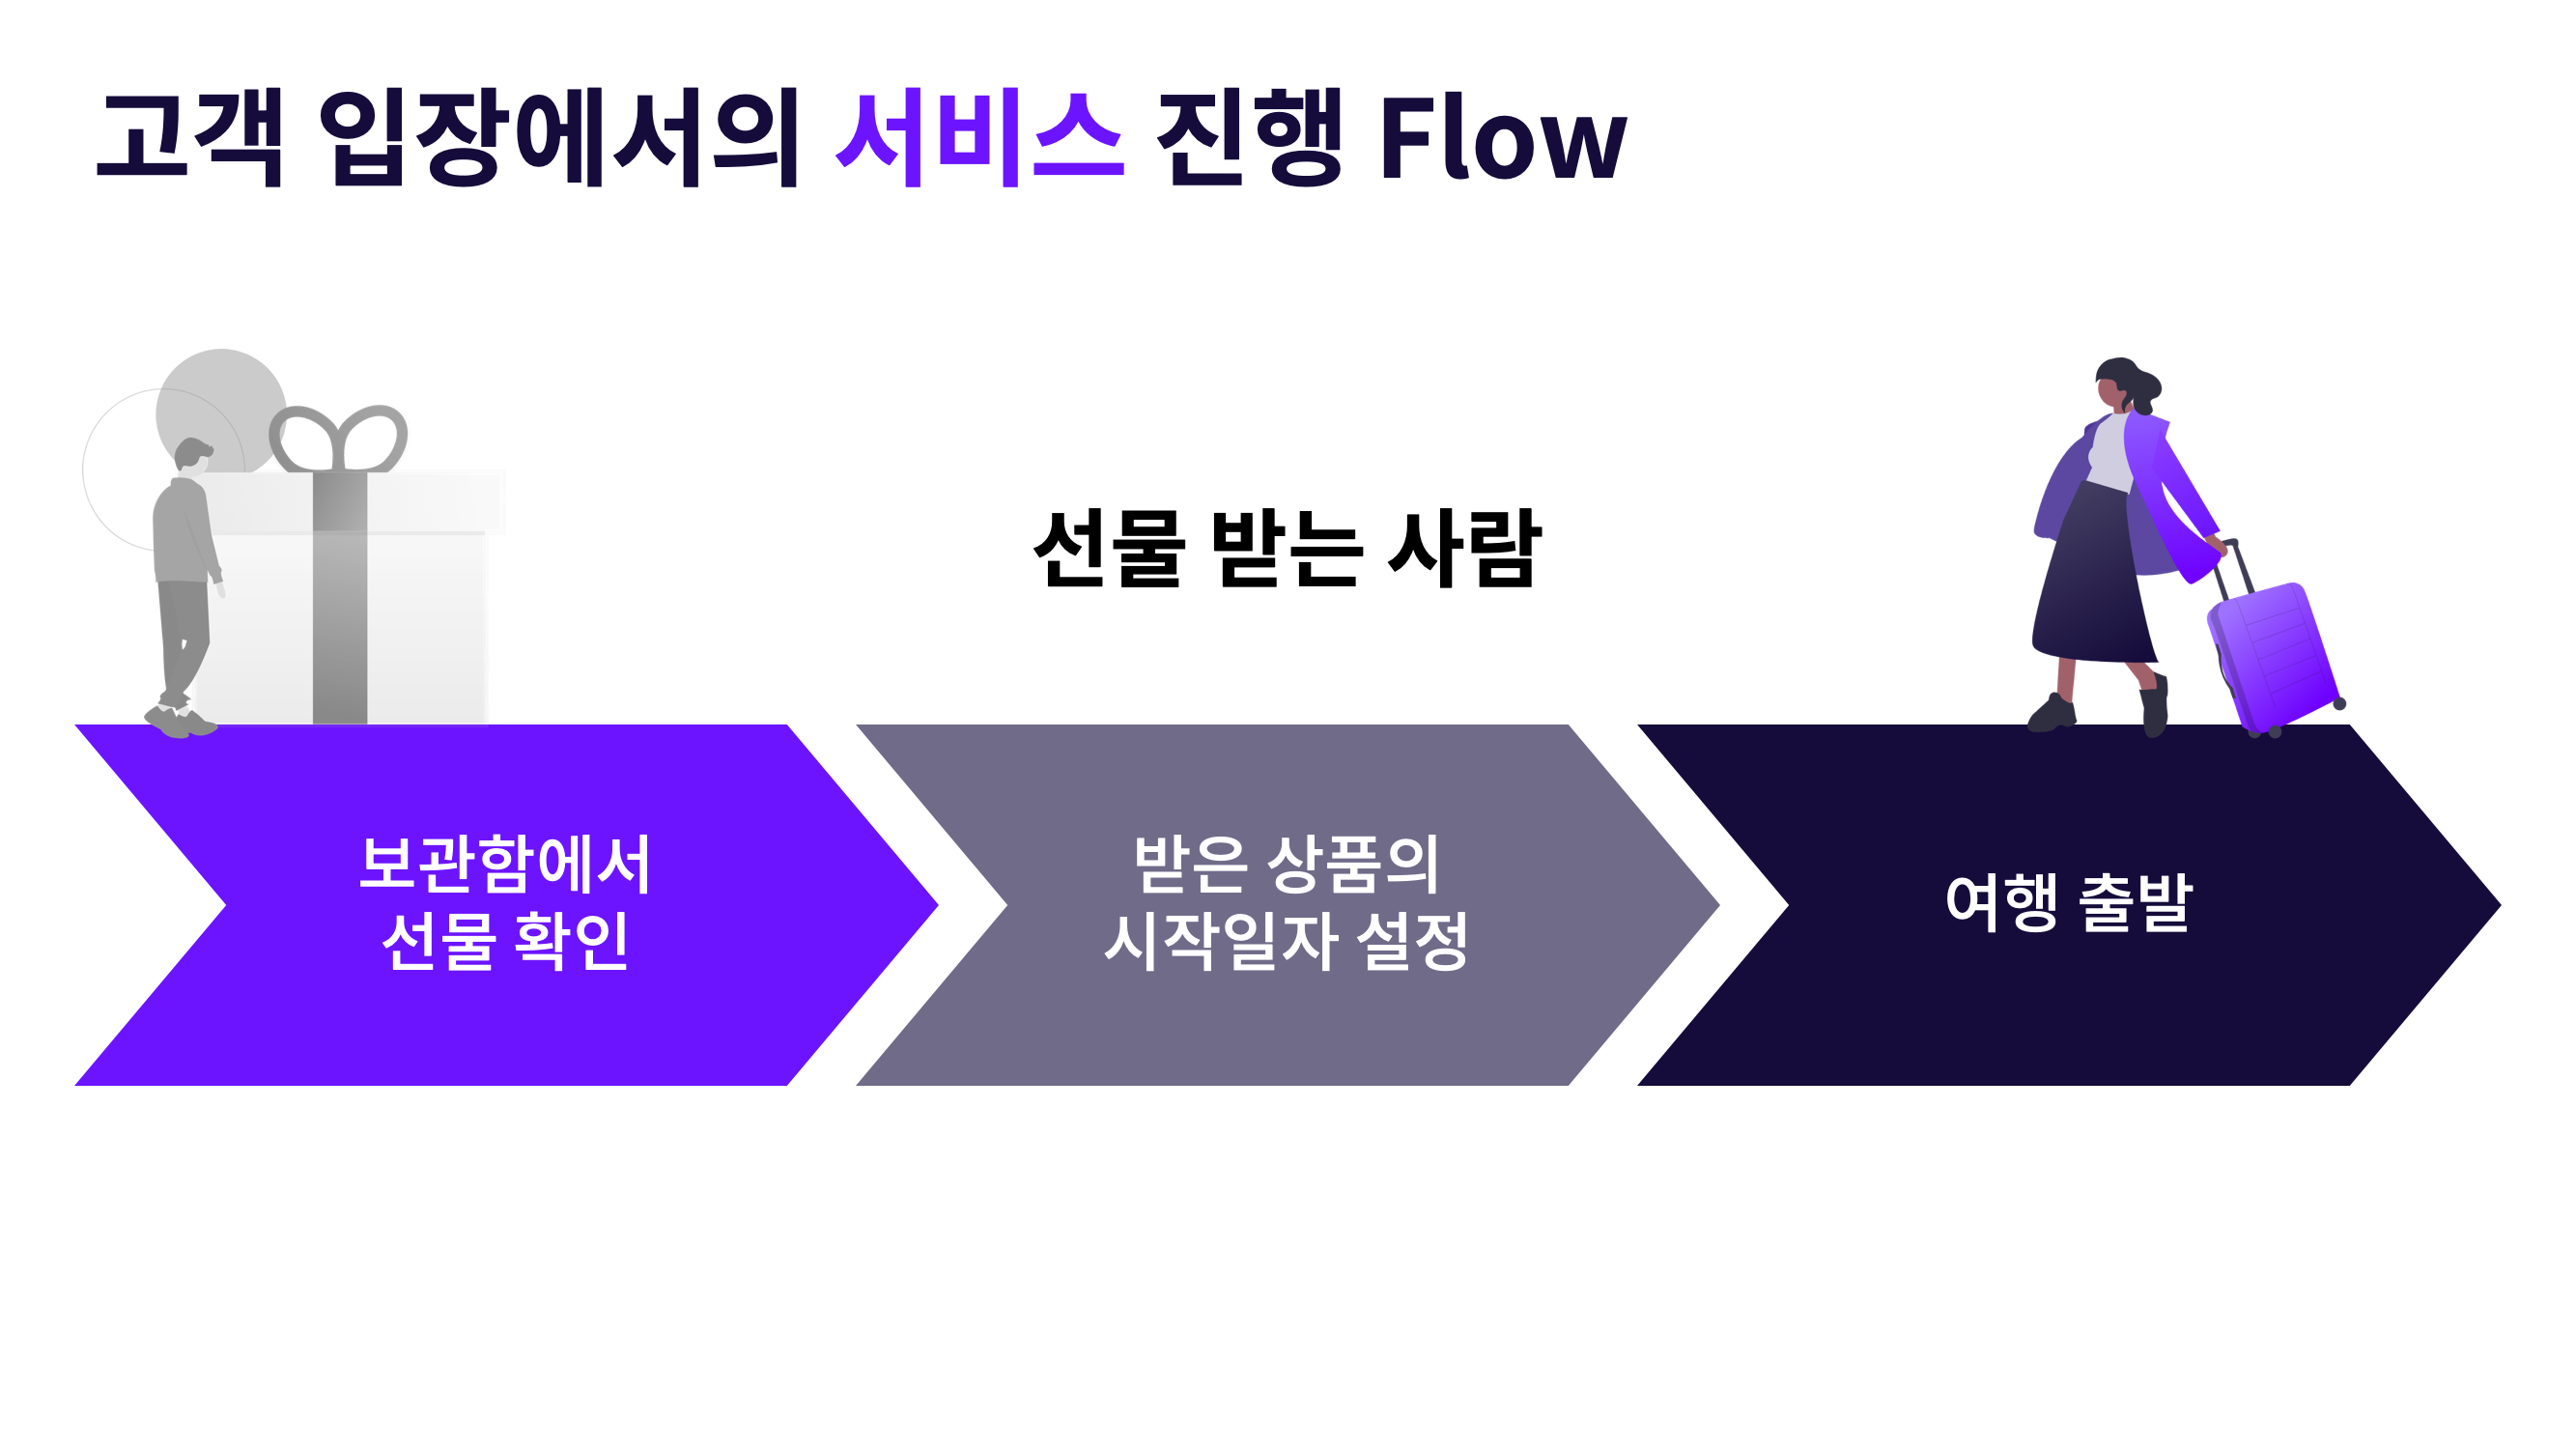 고객 입장에서의 서비스 진행 Flow
선물 받는 사람
보관함에서
선물 확인
받은 상품의
시작일자 설정
여행 출발